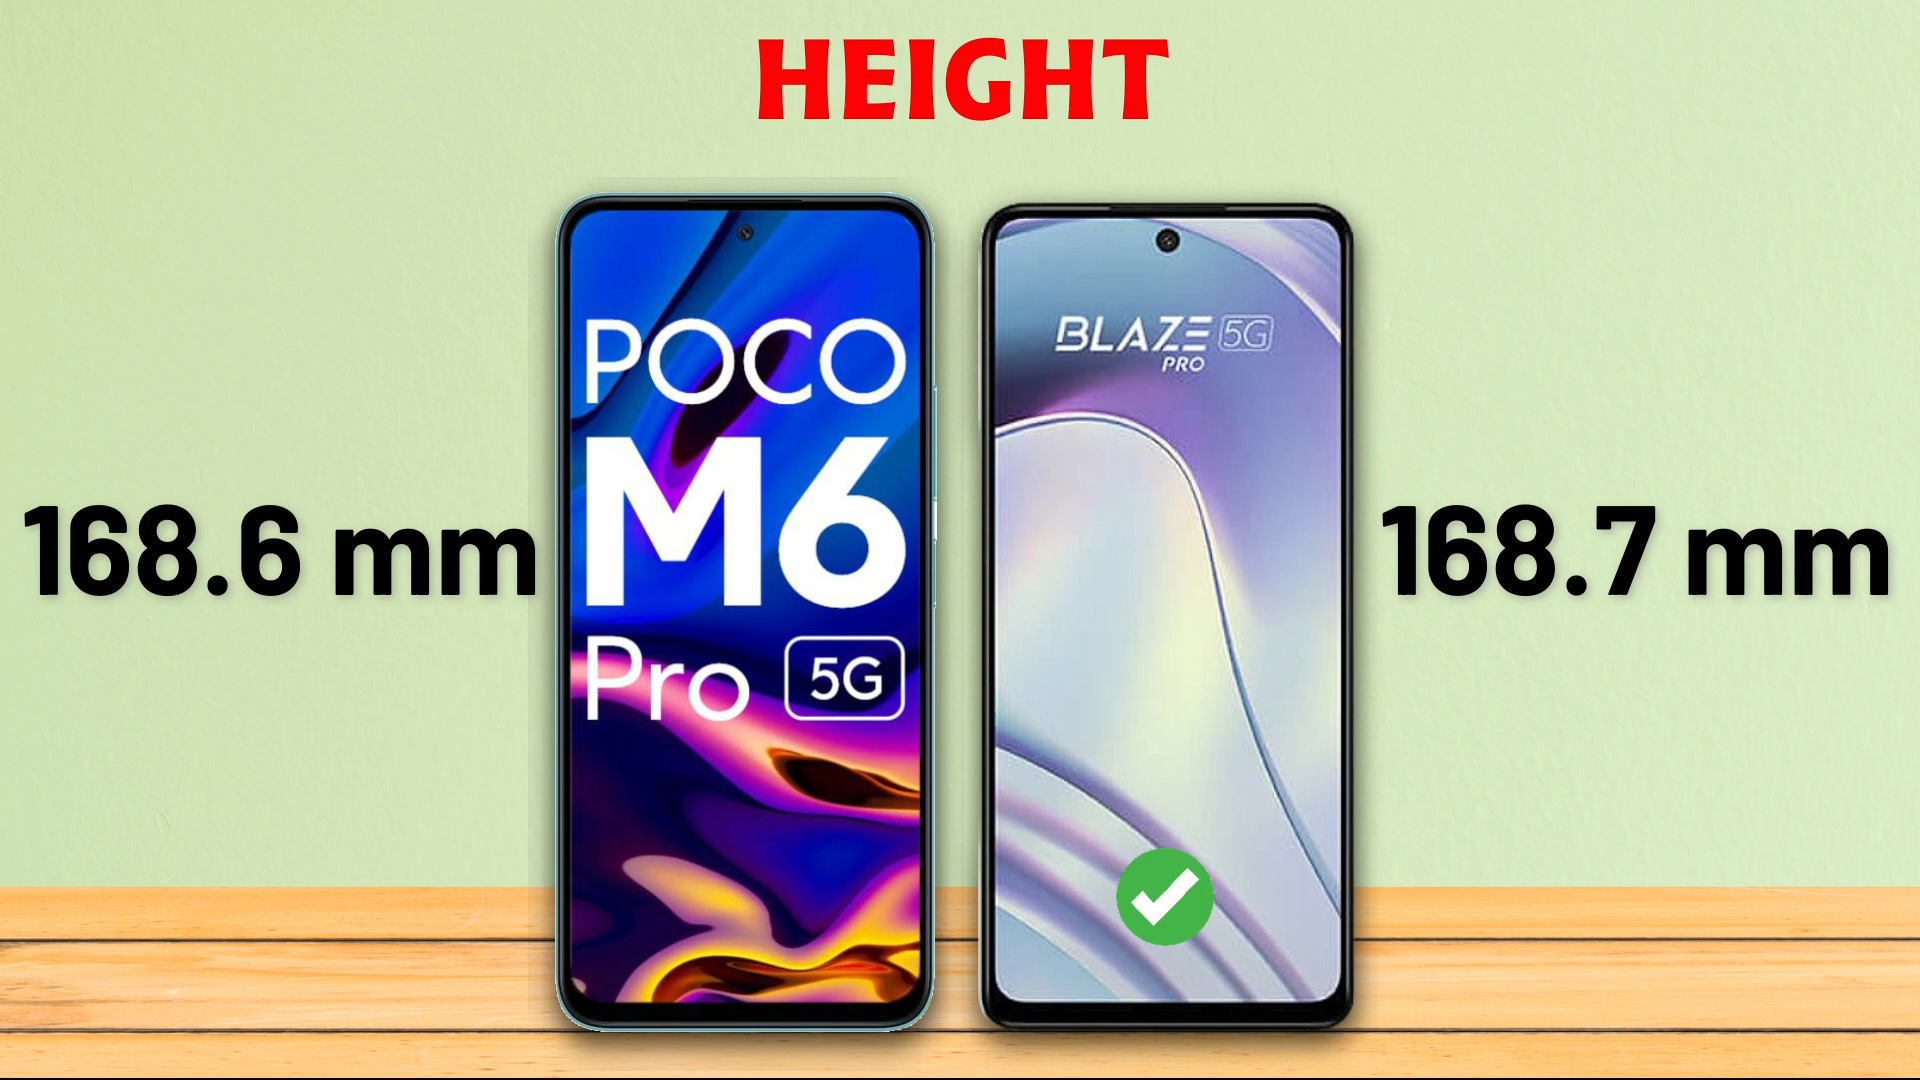 HEIGHT
POCO
M6
Pro 5G
BLAZE 5G
PRO
168.6 mm
168.7 mm